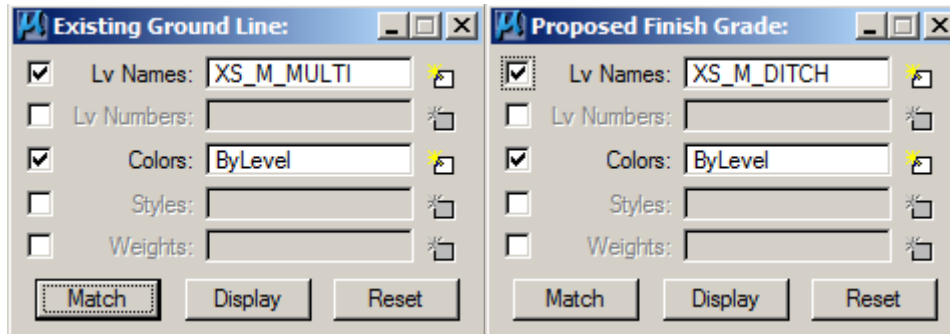 Existing Ground Line:
Lv Names: XS_M_MULTI
Lv Numbers:
Colors: ByLevel
Styles:
Weights:
Match Display Reset
Proposed Finish Grade:
Lv Names: XS_M_DITCH
Lv Numbers:
Colors: ByLevel
Styles:
Weights:
Match Display Reset